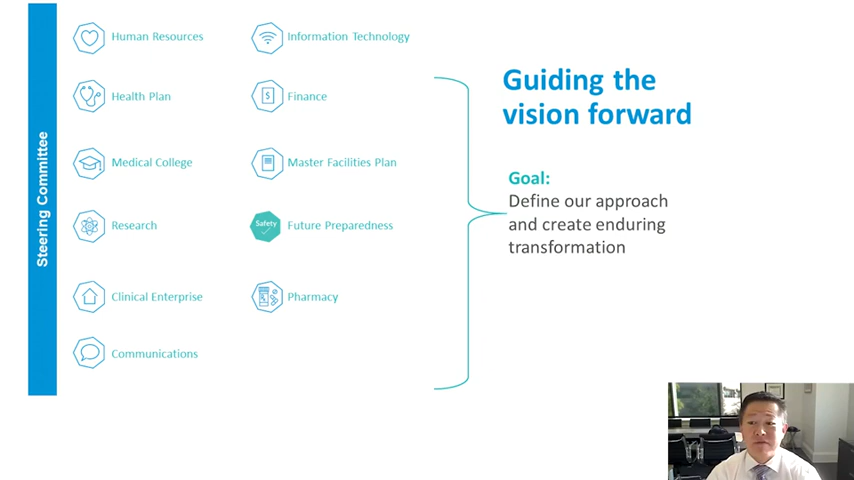 Steering Committee
Human Resources
Information Technology
Health Plan
$
Finance
Medical College
Master Facilities Plan
Research
Safety
Future Preparedness
Clinical Enterprise
Pharmacy
Communications
Guiding the
vision forward
Goal:
Define our approach
and create enduring
transformation